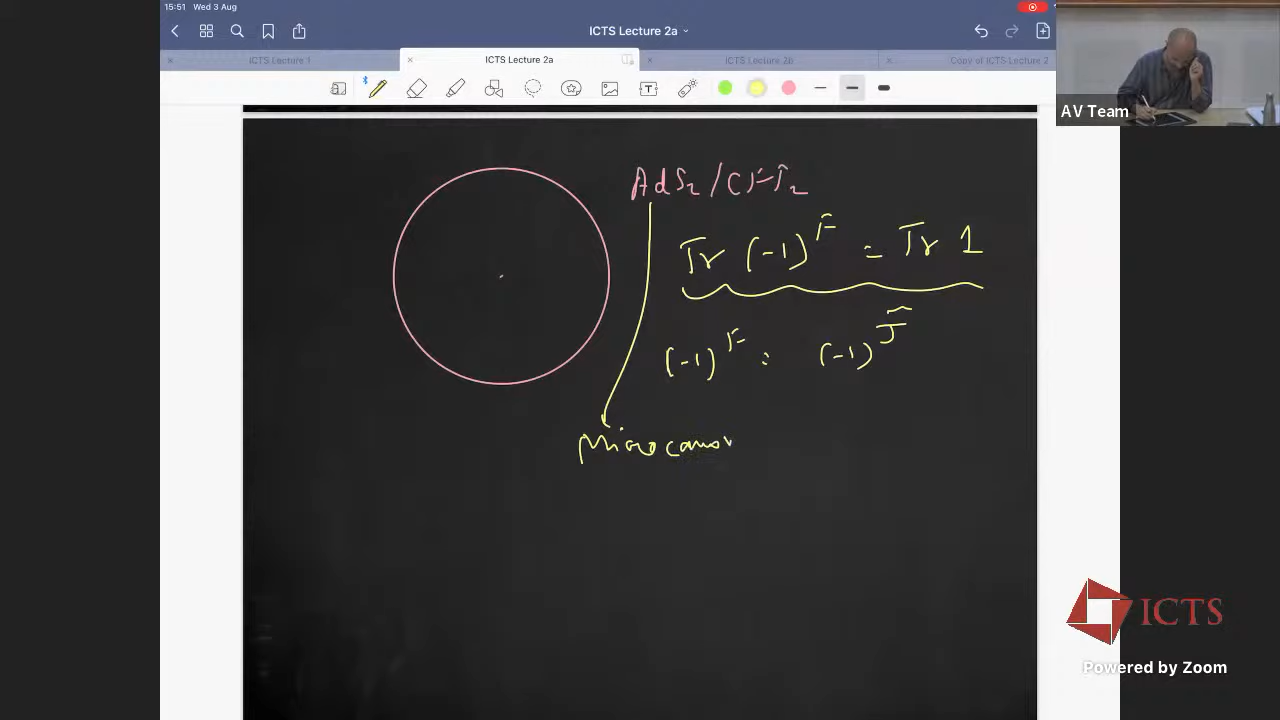 15:51 Wed 3 Aug
ICTS Lecture 2a
ICTS Lecture 1
ICTS Lecture 2a
ICTS Lecture 2b
Copy of ICTS Lecture 2
AV Team
AdS₂/CFT₂
Tr (-1)^F = Tr 1
(-1)^F = (-1)^J
Microcanon
ICTS
Powered by Zoom